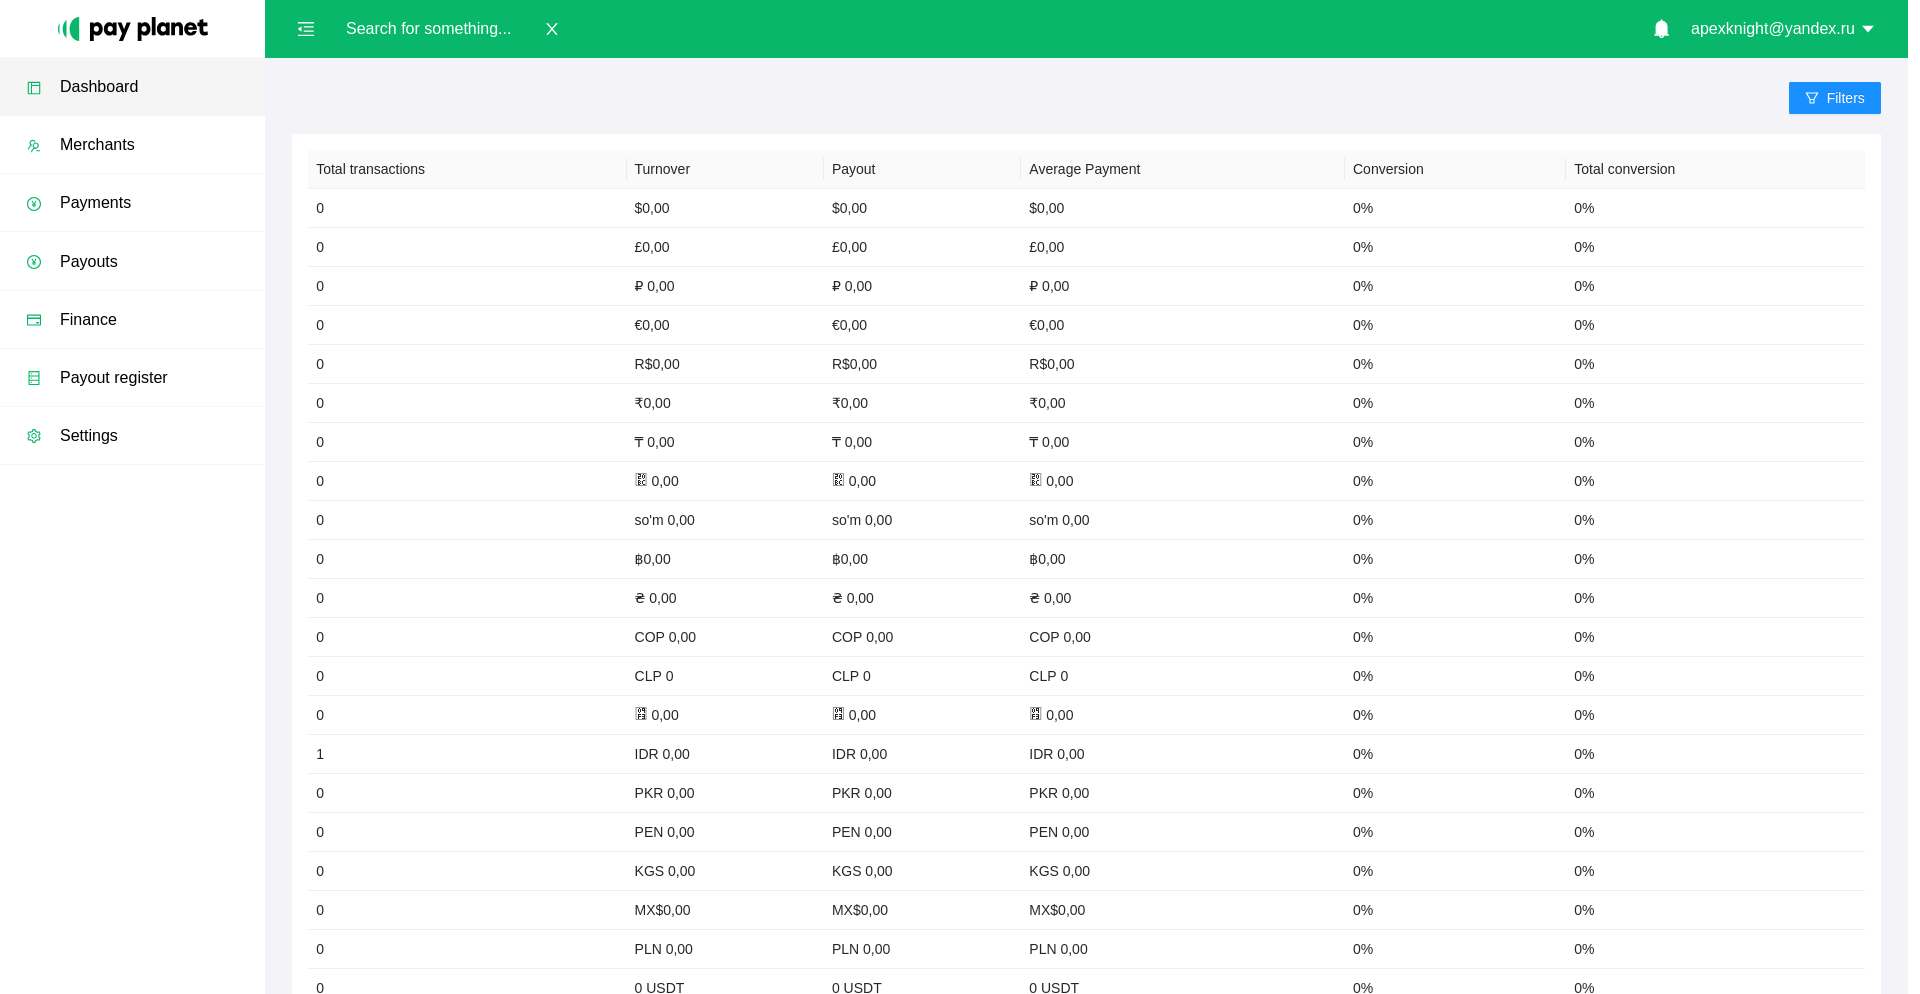 pay planet
Search for something...
apexknight@yandex.ru
Dashboard
Merchants
Payments
Payouts
Finance
Payout register
Settings
Filters
Total transactions Turnover Payout Average Payment Conversion Total conversion
0 $0,00 $0,00 $0,00 0% 0%
0 £0,00 £0,00 £0,00 0% 0%
0 ₽ 0,00 ₽ 0,00 ₽ 0,00 0% 0%
0 €0,00 €0,00 €0,00 0% 0%
0 R$0,00 R$0,00 R$0,00 0% 0%
0 ₹0,00 ₹0,00 ₹0,00 0% 0%
0 ₸ 0,00 ₸ 0,00 ₸ 0,00 0% 0%
0 0,00 0,00 0,00 0% 0%
0 so'm 0,00 so'm 0,00 so'm 0,00 0% 0%
0 ฿0,00 ฿0,00 ฿0,00 0% 0%
0 ₴ 0,00 ₴ 0,00 ₴ 0,00 0% 0%
0 COP 0,00 COP 0,00 COP 0,00 0% 0%
0 CLP 0 CLP 0 CLP 0 0% 0%
0 0,00 0,00 0,00 0% 0%
1 IDR 0,00 IDR 0,00 IDR 0,00 0% 0%
0 PKR 0,00 PKR 0,00 PKR 0,00 0% 0%
0 PEN 0,00 PEN 0,00 PEN 0,00 0% 0%
0 KGS 0,00 KGS 0,00 KGS 0,00 0% 0%
0 MX$0,00 MX$0,00 MX$0,00 0% 0%
0 PLN 0,00 PLN 0,00 PLN 0,00 0% 0%
0 0 USDT 0 USDT 0 USDT 0% 0%